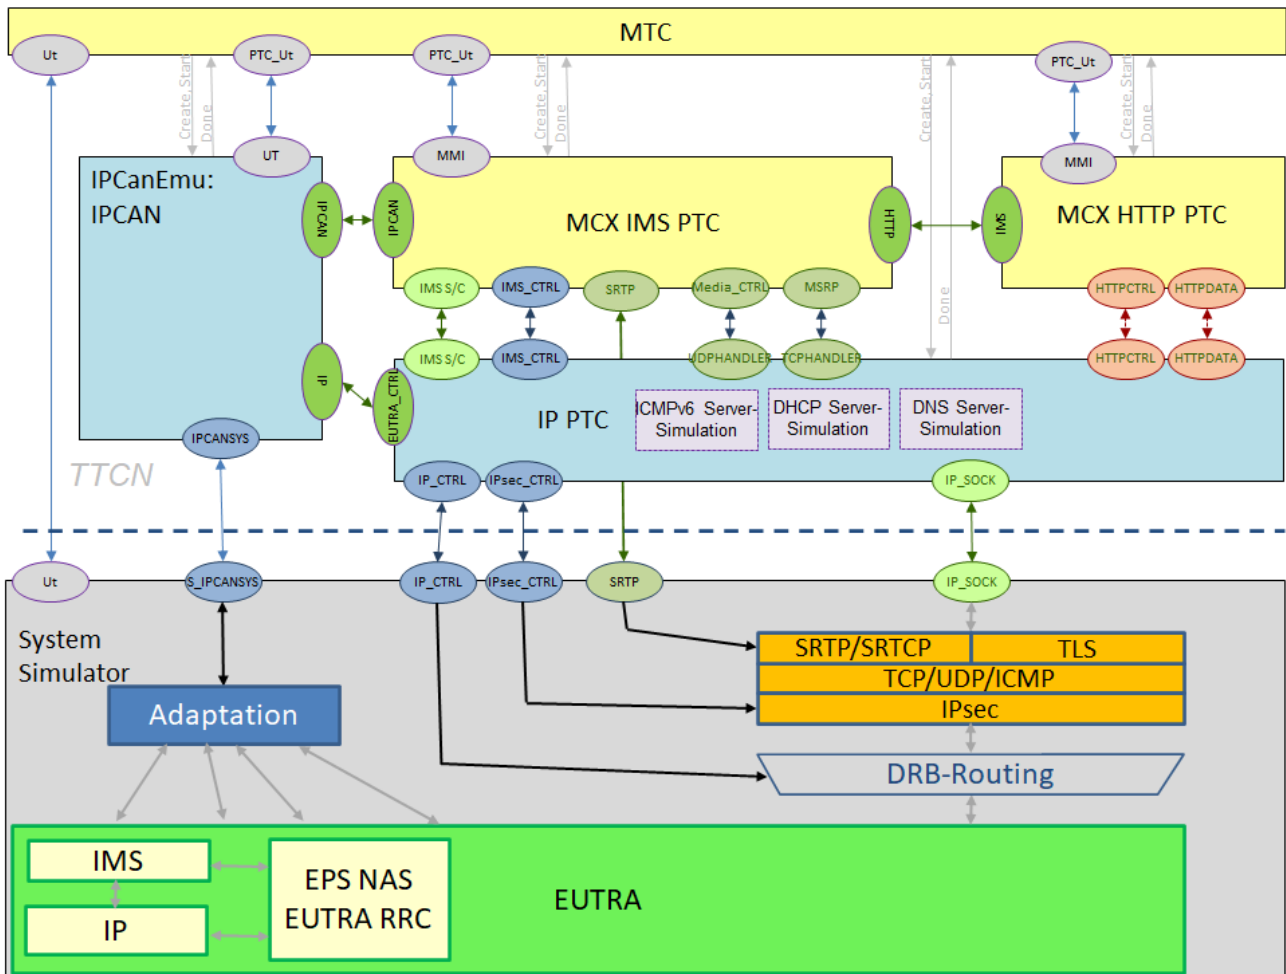 MTC
Ut
PTC_Ut
PTC_Ut
PTC_Ut
Create, Start
Done
Create, Start
Done
Create, Start
Done
Create, Start
Done
UT
MMI
MMI
IPCanEmu:
IPCAN
IPCAN
IPCAN
MCX IMS PTC
HTTP
SMI
MCX HTTP PTC
IMS S/C
IMS_CTRL
SRTP
Media_CTRL
MSRP
HTTPCTRL
HTTPDATA
IMS S/C
IMS_CTRL
UDPHANDLER
TCPHANDLER
HTTPCTRL
HTTPDATA
IP
EUTRA_CTRL
IP PTC
ICMPv6 Server-
Simulation
DHCP Server-
Simulation
DNS Server-
Simulation
IPCANSYS
TTCN
IP_CTRL
IPsec_CTRL
IP_SOCK
Ut
S_IPCANSYS
IP_CTRL
IPsec_CTRL
SRTP
IP_SOCK
System
Simulator
SRTP/SRTCP
TLS
TCP/UDP/ICMP
IPsec
Adaptation
DRB-Routing
IMS
IP
EPS NAS
EUTRA RRC
EUTRA